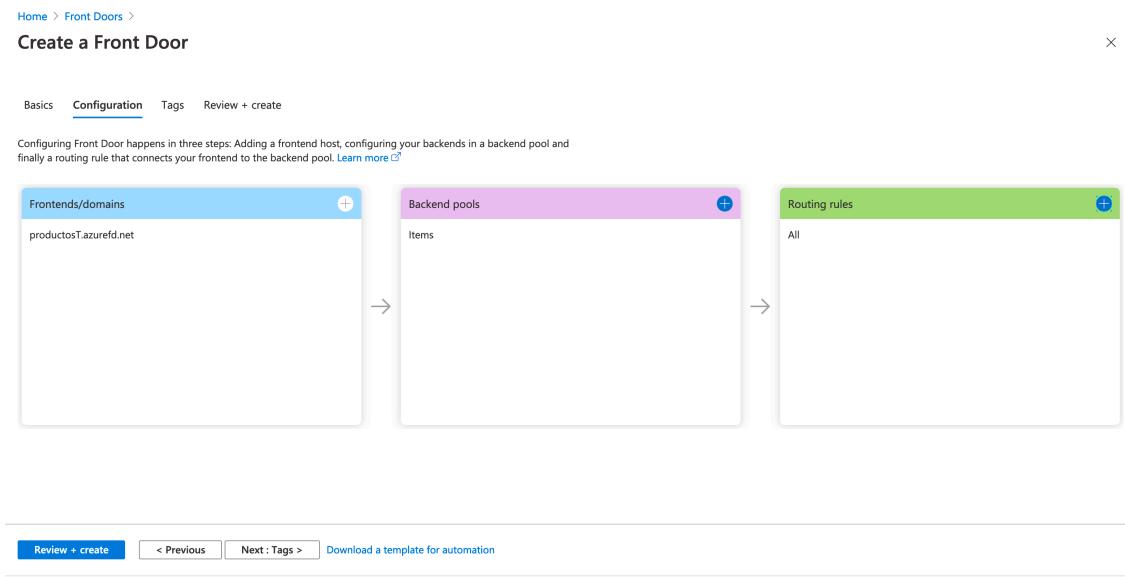 Home > Front Doors >
Create a Front Door
Basics Configuration Tags Review + create
Configuring Front Door happens in three steps: Adding a frontend host, configuring your backends in a backend pool and
finally a routing rule that connects your frontend to the backend pool. Learn more
Frontends/domains
productosT.azurefd.net
Backend pools
Items
Routing rules
All
Review + create < Previous Next : Tags > Download a template for automation